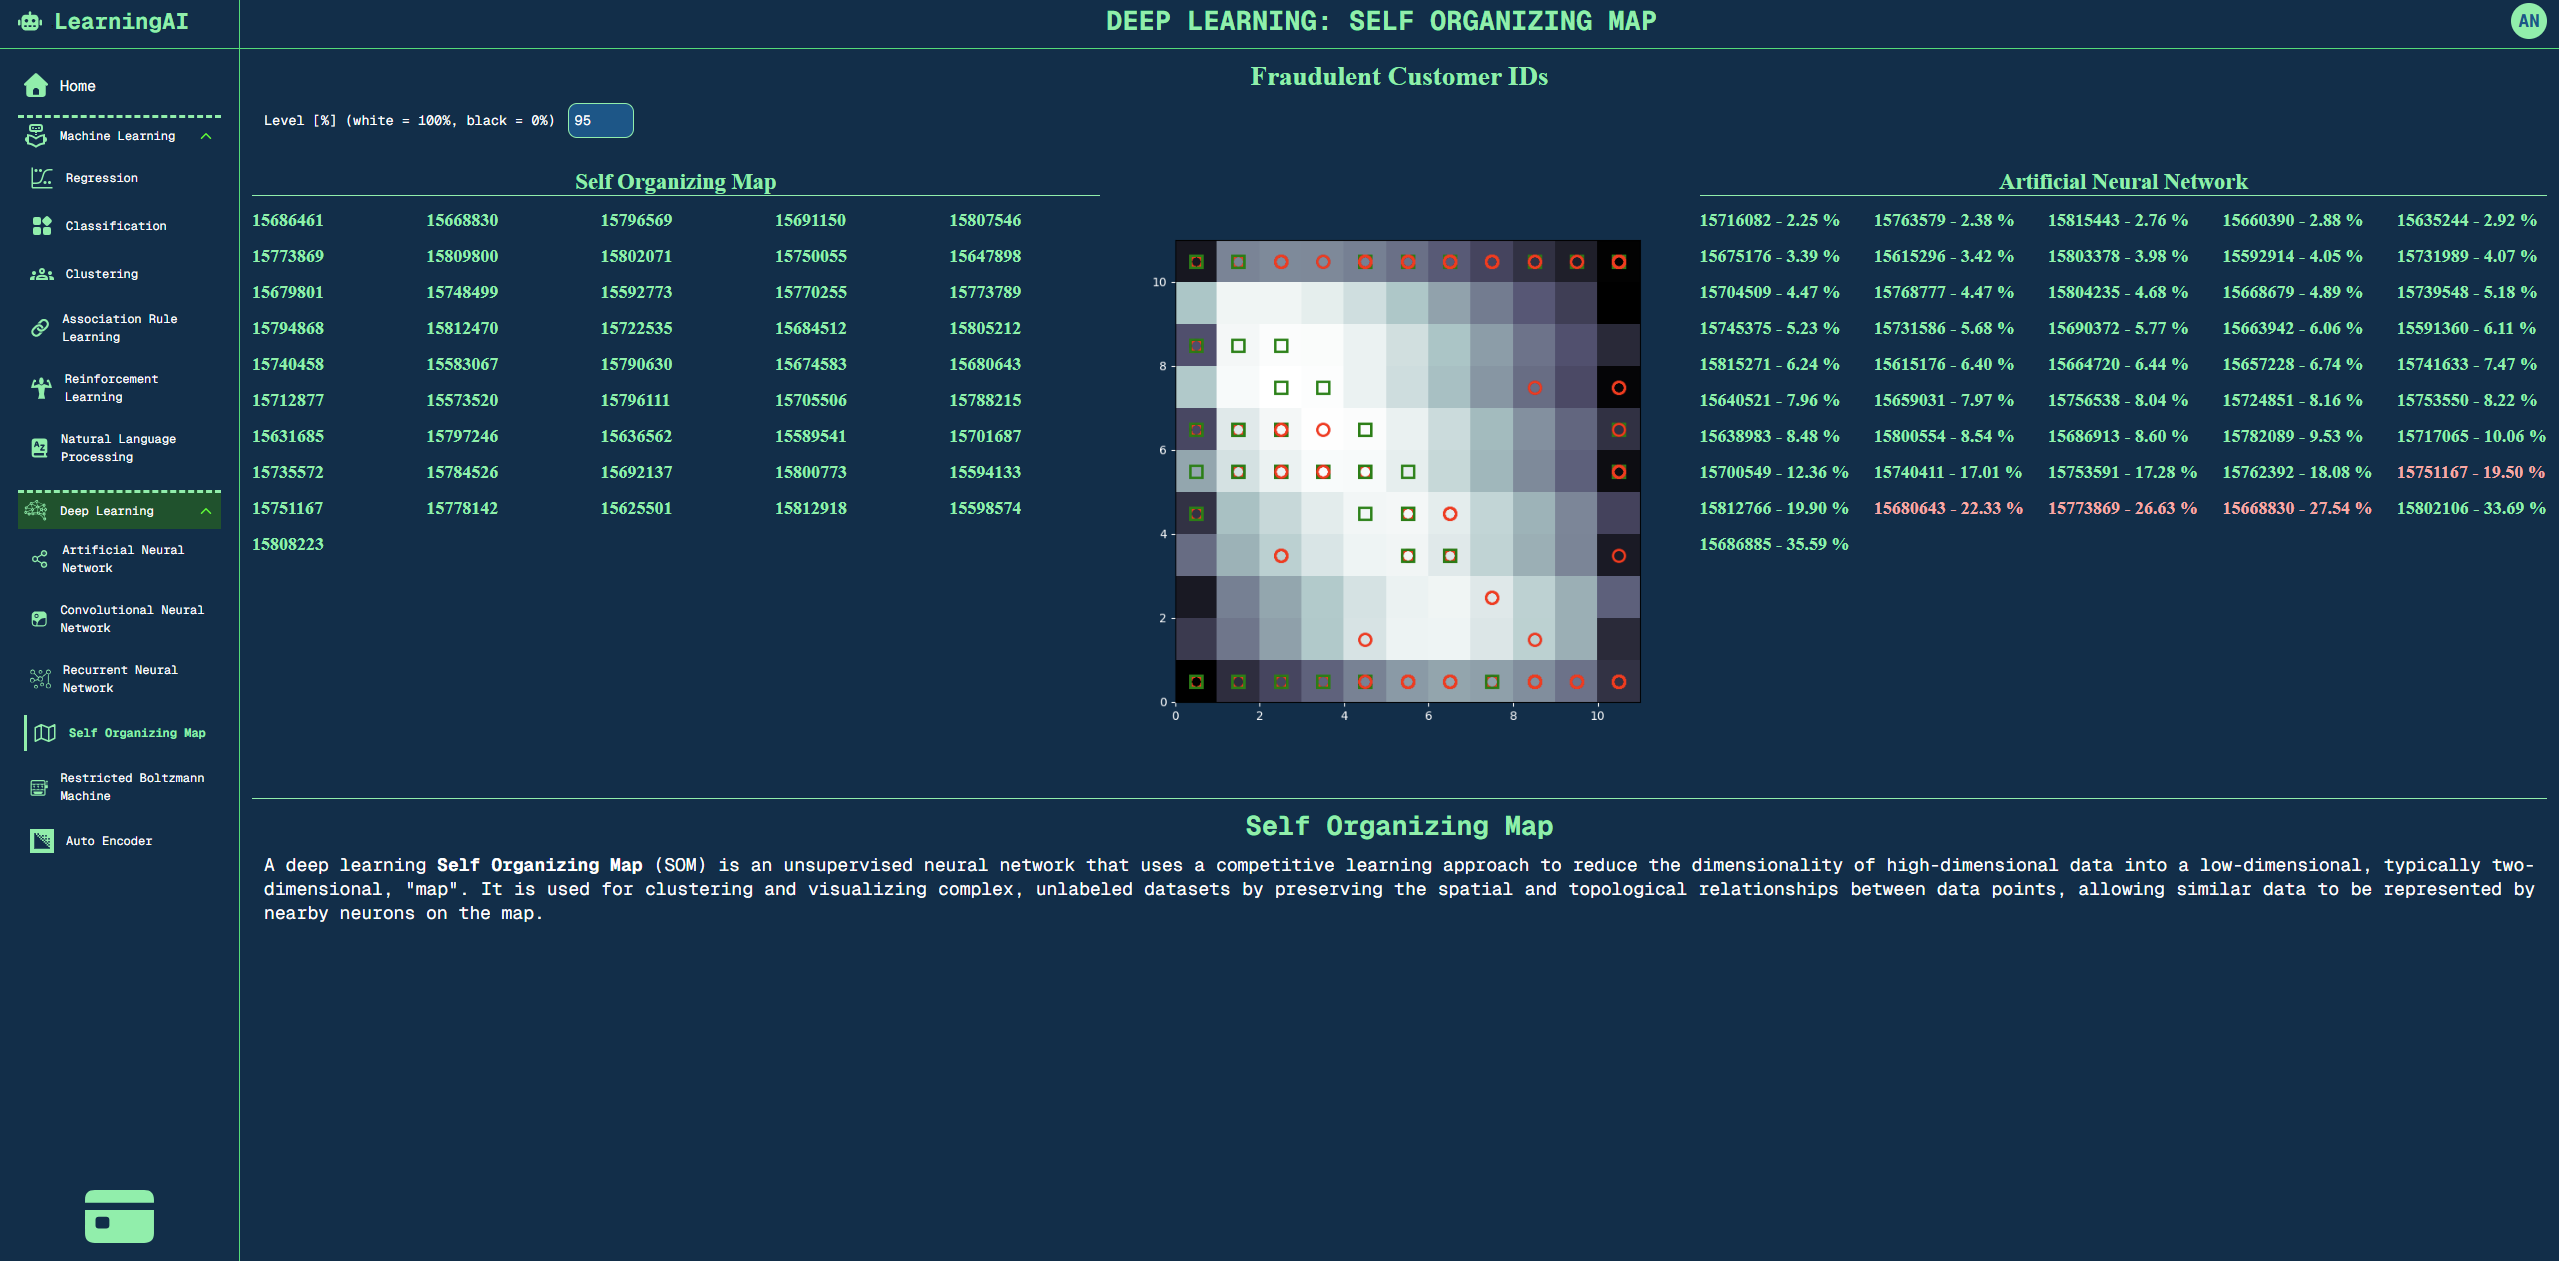 LearningAI
DEEP LEARNING: SELF ORGANIZING MAP
AN
Home
Machine Learning
Regression
Classification
Clustering
Association Rule
Learning
Reinforcement
Learning
Natural Language
Processing
Deep Learning
Artificial Neural
Network
Convolutional Neural
Network
Recurrent Neural
Network
Self Organizing Map
Restricted Boltzmann
Machine
Auto Encoder
Fraudulent Customer IDs
Level [%] (white = 100%, black = 0%) 95
Self Organizing Map
15686461 15668830 15796569 15691150 15807546
15773869 15809800 15802071 15750055 15647898
15679801 15748499 15592773 15770255 15773789
15794868 15812470 15722535 15684512 15805212
15740458 15583067 15790630 15674583 15680643
15712877 15573520 15796111 15705506 15788215
15631685 15797246 15636562 15589541 15701687
15735572 15784526 15692137 15800773 15594133
15751167 15778142 15625501 15812918 15598574
15808223
10
8
6
4
2
0
0 2 4 6 8 10
Artificial Neural Network
15716082 - 2.25 % 15763579 - 2.38 % 15815443 - 2.76 % 15660390 - 2.88 % 15635244 - 2.92 %
15675176 - 3.39 % 15615296 - 3.42 % 15803378 - 3.98 % 15592914 - 4.05 % 15731989 - 4.07 %
15704509 - 4.47 % 15768777 - 4.47 % 15804235 - 4.68 % 15668679 - 4.89 % 15739548 - 5.18 %
15745375 - 5.23 % 15731586 - 5.68 % 15690372 - 5.77 % 15663942 - 6.06 % 15591360 - 6.11 %
15815271 - 6.24 % 15615176 - 6.40 % 15664720 - 6.44 % 15657228 - 6.74 % 15741633 - 7.47 %
15640521 - 7.96 % 15659031 - 7.97 % 15756538 - 8.04 % 15724851 - 8.16 % 15753550 - 8.22 %
15638983 - 8.48 % 15800554 - 8.54 % 15686913 - 8.60 % 15782089 - 9.53 % 15717065 - 10.06 %
15700549 - 12.36 % 15740411 - 17.01 % 15753591 - 17.28 % 15762392 - 18.08 % 15751167 - 19.50 %
15812766 - 19.90 % 15680643 - 22.33 % 15773869 - 26.63 % 15668830 - 27.54 % 15802106 - 33.69 %
15686885 - 35.59 %
Self Organizing Map
A deep learning Self Organizing Map (SOM) is an unsupervised neural network that uses a competitive learning approach to reduce the dimensionality of high-dimensional data into a low-dimensional, typically two-
dimensional, "map". It is used for clustering and visualizing complex, unlabeled datasets by preserving the spatial and topological relationships between data points, allowing similar data to be represented by
nearby neurons on the map.